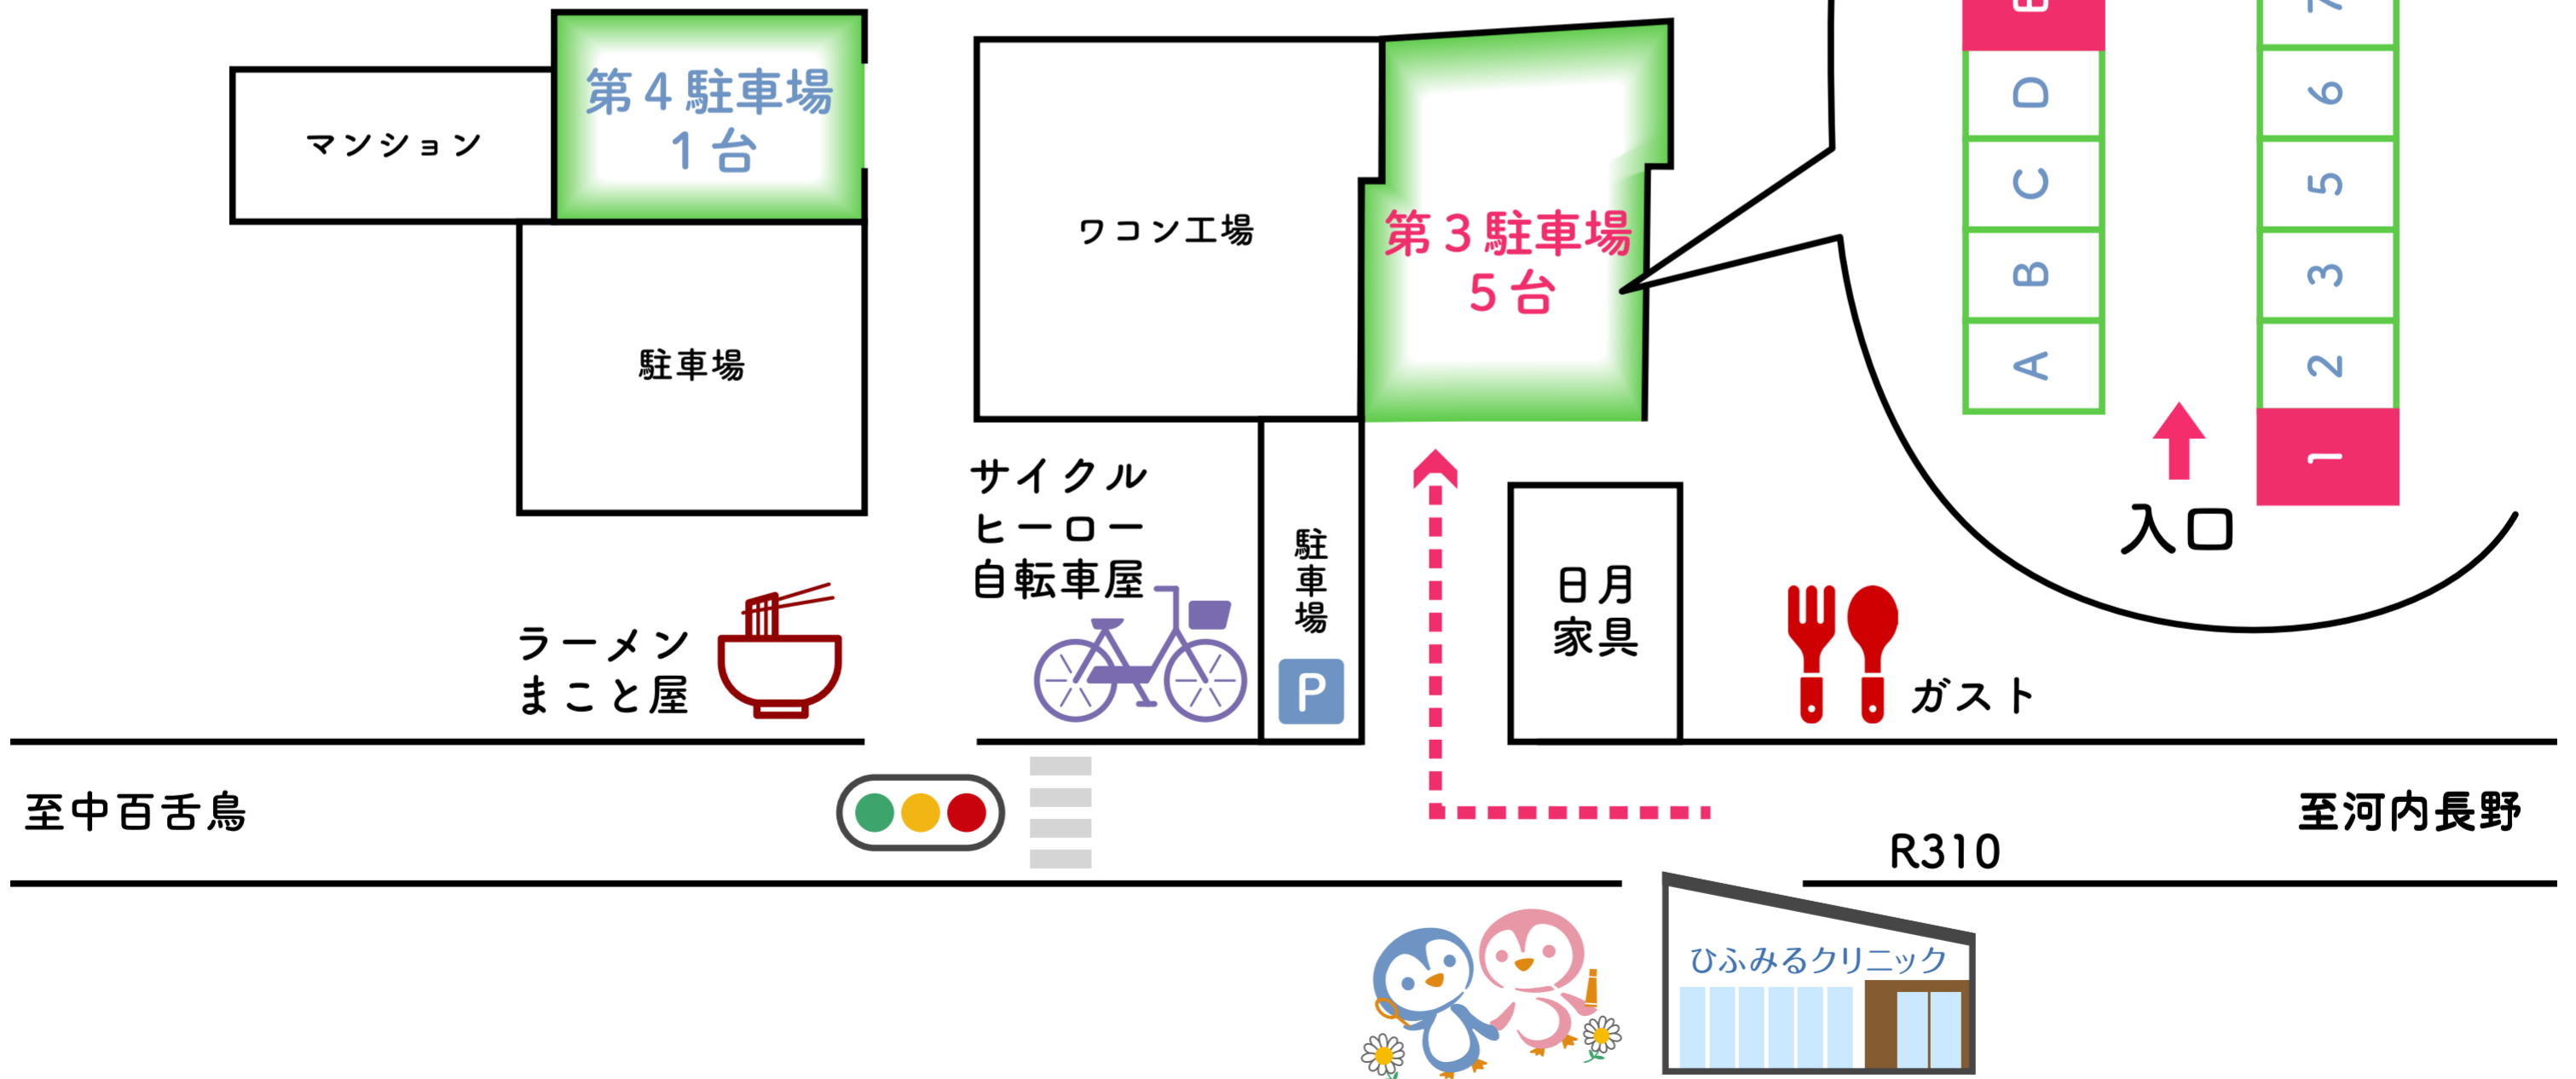 第4駐車場
1台
マンション
駐車場
ワコン工場
第3駐車場
5台
E
D
C
B
A
7
6
5
3
2
1
入口
サイクル
ヒーロー
自転車屋
駐車場
P
日月
家具
ラーメン
まこと屋
ガスト
至中百舌鳥
至河内長野
R310
ひふみるクリニック